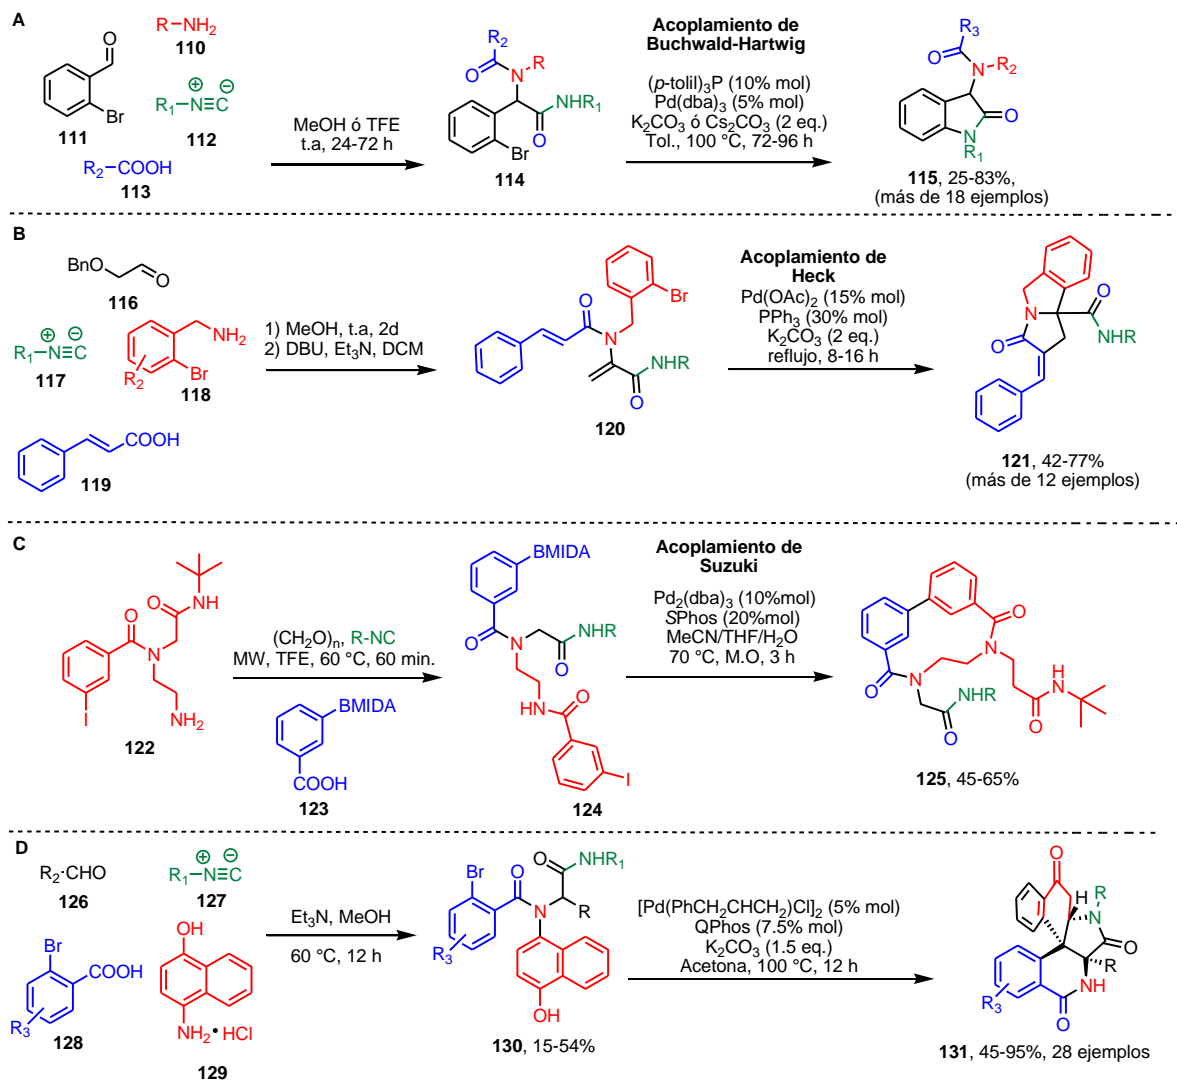 A
R–NH₂
110
O
Br
111
⊕ ⊖
R₁–N≡C
112
R₂–COOH
113
MeOH ó TFE
t.a, 24-72 h
R₂
O
N
R
NHR₁
O
Br
114
Acoplamiento de
Buchwald-Hartwig
(p-tolil)₃P (10% mol)
Pd(dba)₃ (5% mol)
K₂CO₃ ó Cs₂CO₃ (2 eq.)
Tol., 100 °C, 72-96 h
R₃
O
N
R₂
O
N
R₁
115, 25-83%,
(más de 18 ejemplos)
B
BnO
O
116
⊕ ⊖
R₁–N≡C
117
NH₂
Br
R₂
118
COOH
119
1) MeOH, t.a, 2d
2) DBU, Et₃N, DCM
Br
O
N
NHR
O
120
Acoplamiento de
Heck
Pd(OAc)₂ (15% mol)
PPh₃ (30% mol)
K₂CO₃ (2 eq.)
reflujo, 8-16 h
N
O
O
NHR
121, 42-77%
(más de 12 ejemplos)
C
O
N
H
O
N
I
NH₂
122
(CH₂O)ₙ, R-NC
MW, TFE, 60 °C, 60 min.
BMIDA
COOH
123
BMIDA
O
N
NHR
O
HN
O
I
124
Acoplamiento de
Suzuki
Pd₂(dba)₃ (10%mol)
SPhos (20%mol)
MeCN/THF/H₂O
70 °C, M.O, 3 h
O
N
O
N
NHR
O
H
N
O
125, 45-65%
D
R₂·CHO
126
⊕ ⊖
R₁–N≡C
127
Br
COOH
R₃
128
OH
NH₂• HCl
129
Et₃N, MeOH
60 °C, 12 h
Br
O
O
NHR₁
N
R
R₃
OH
130, 15-54%
[Pd(PhCH₂CHCH₂)Cl]₂ (5% mol)
QPhos (7.5% mol)
K₂CO₃ (1.5 eq.)
Acetona, 100 °C, 12 h
O
H
R
N
O
R
NH
R₃
O
131, 45-95%, 28 ejemplos